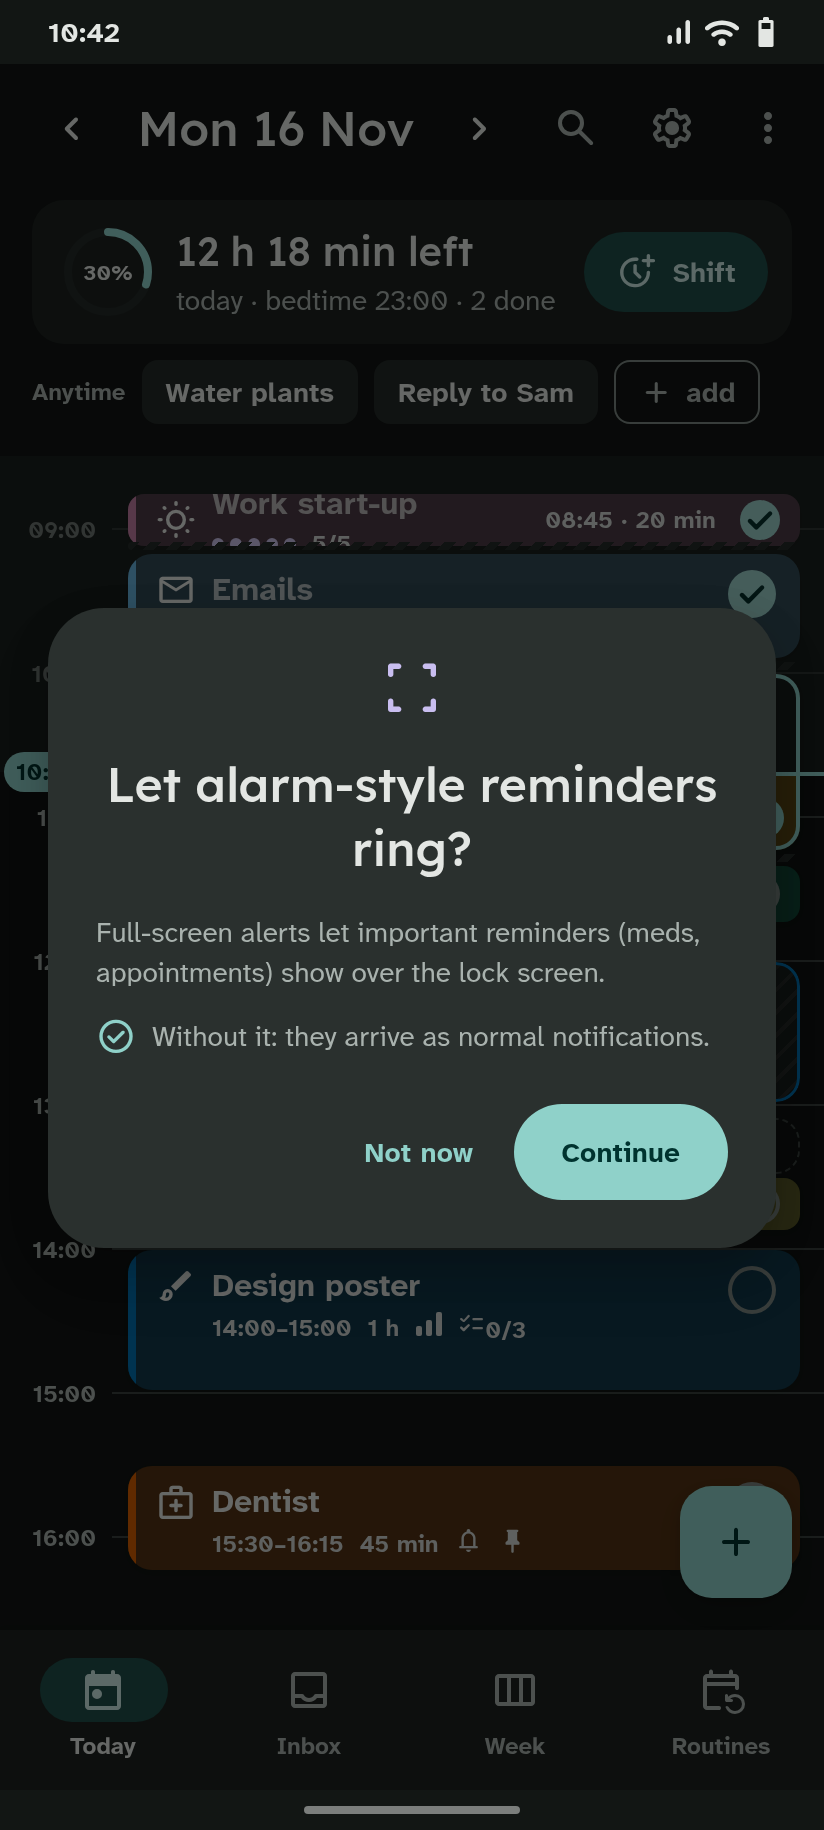 10:42
Mon 16 Nov
30%
12 h 18 min left
today · bedtime 23:00 · 2 done
Shift
Anytime
Water plants
Reply to Sam
add
09:00
Work start-up
5/5
08:45 · 20 min
Emails
Let alarm-style reminders
ring?
Full-screen alerts let important reminders (meds,
appointments) show over the lock screen.
Without it: they arrive as normal notifications.
Not now
Continue
14:00
Design poster
14:00–15:00 1 h
0/3
15:00
Dentist
15:30–16:15 45 min
16:00
Today
Inbox
Week
Routines